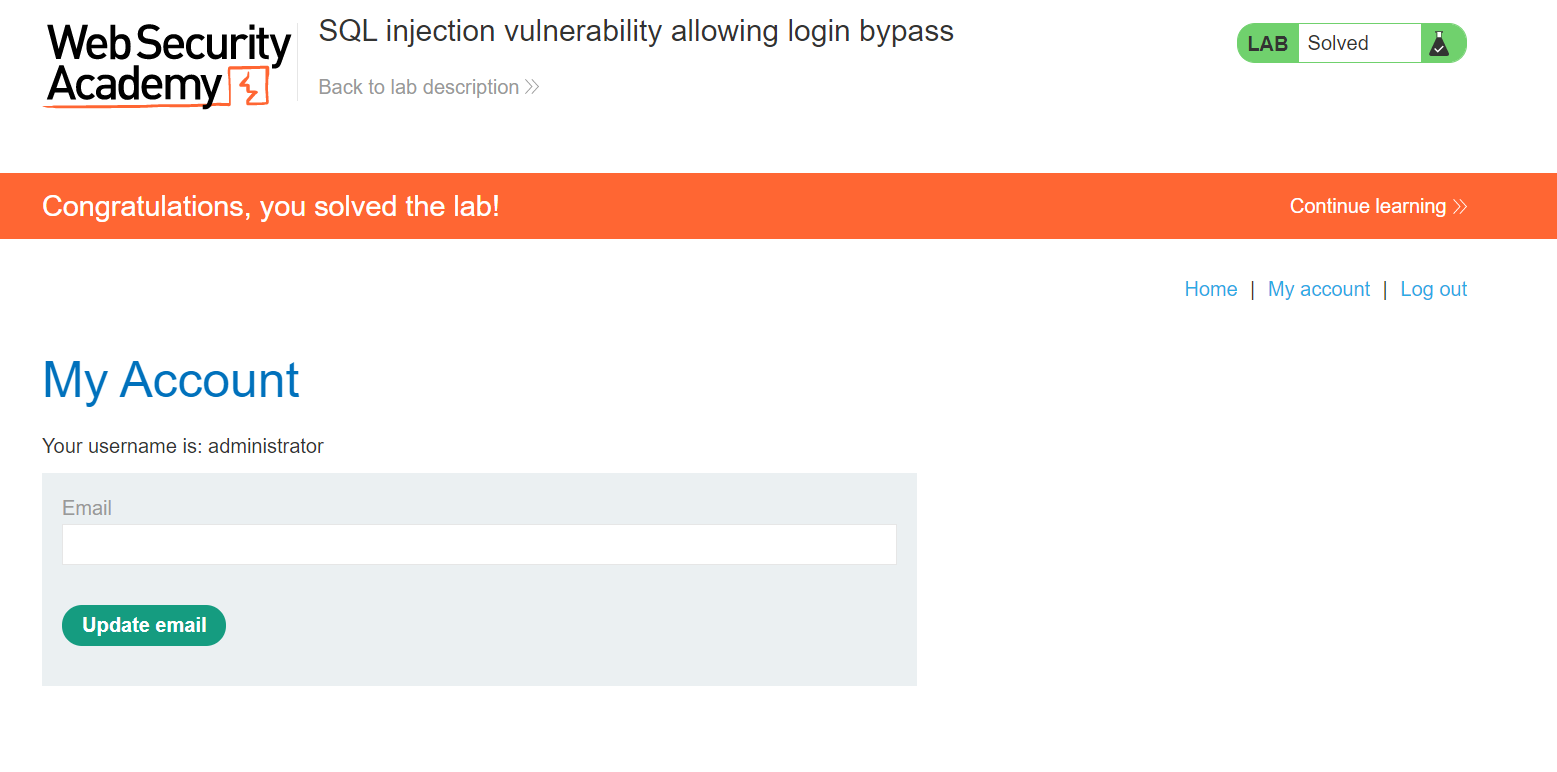 Web Security
Academy
SQL injection vulnerability allowing login bypass
Back to lab description
LAB Solved
Congratulations, you solved the lab!
Continue learning
Home | My account | Log out
My Account
Your username is: administrator
Email
Update email